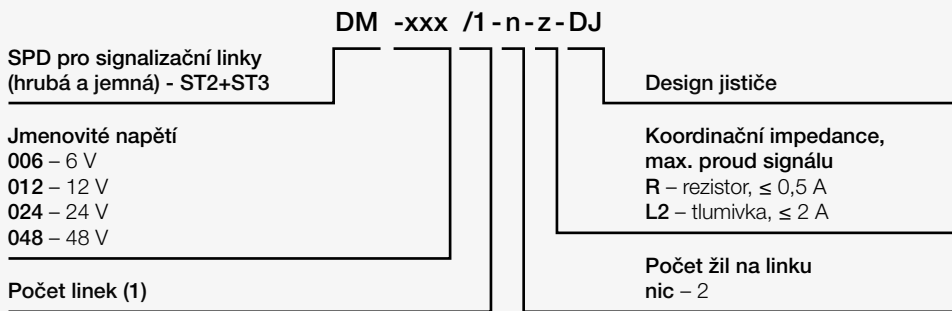 DM -xxx /1 - n - z - DJ
SPD pro signalizační linky
(hrubá a jemná) - ST2+ST3
Jmenovité napětí
006 – 6 V
012 – 12 V
024 – 24 V
048 – 48 V
Počet linek (1)
Design jističe
Koordinační impedance,
max. proud signálu
R – rezistor, ≤ 0,5 A
L2 – tlumivka, ≤ 2 A
Počet žil na linku
nic – 2